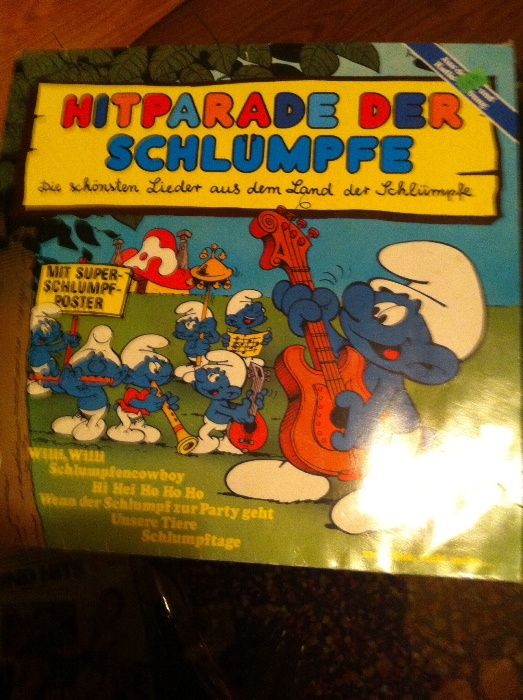 HITPARADE DER
SCHLÜMPFE
Die schönsten Lieder aus dem Land der Schlümpfe
MIT SUPER-
SCHLUMPF-
POSTER
Willi, Willi
Schlumpfencowboy
Hi Hei Ho Ho Ho
Wenn der Schlumpf zur Party geht
Unsere Tiere
Schlumpftage